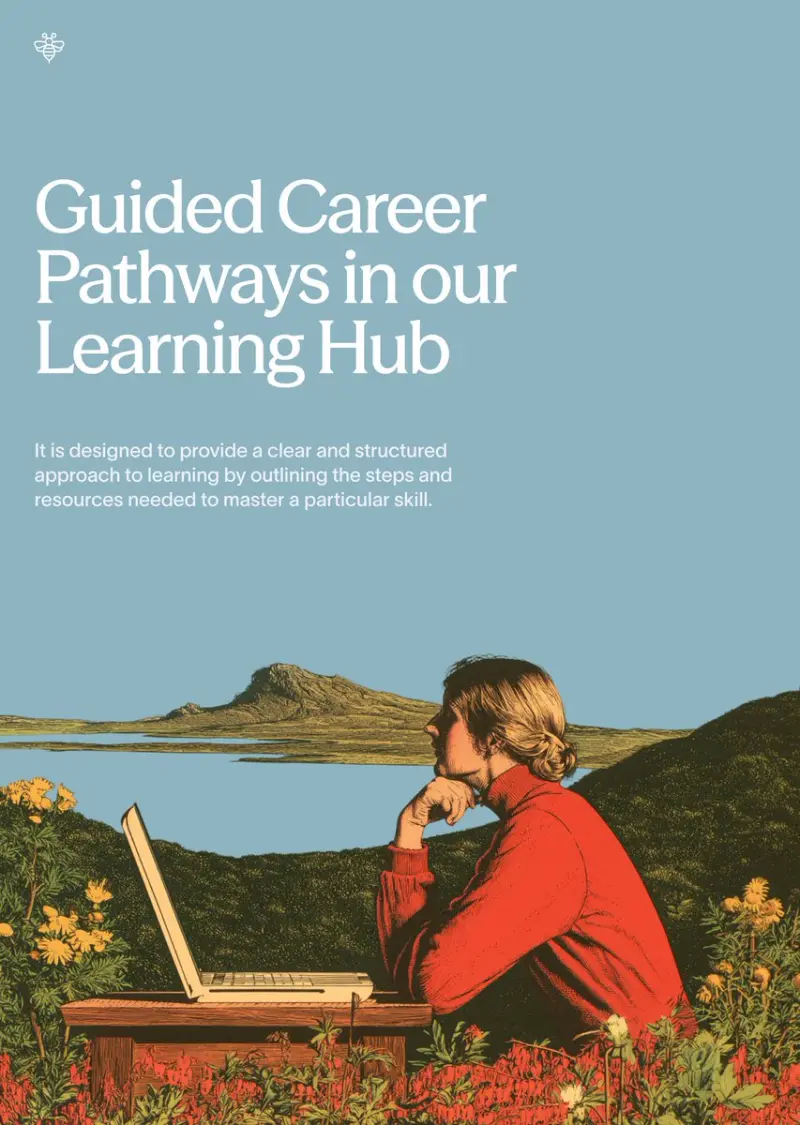 Guided Career
Pathways in our
Learning Hub
It is designed to provide a clear and structured
approach to learning by outlining the steps and
resources needed to master a particular skill.